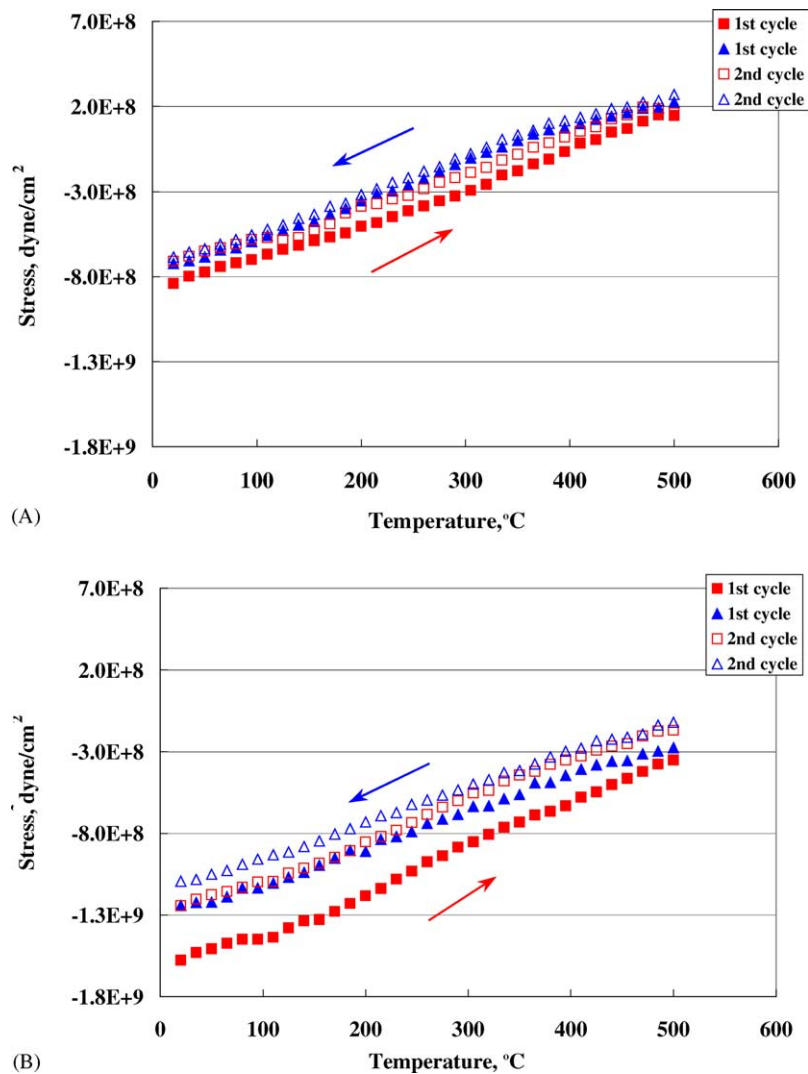 7.0E+8
2.0E+8
-3.0E+8
-8.0E+8
-1.3E+9
-1.8E+9
Stress, dyne/cm²
1st cycle
1st cycle
2nd cycle
2nd cycle
0 100 200 300 400 500 600
Temperature,°C
(A)
7.0E+8
2.0E+8
-3.0E+8
-8.0E+8
-1.3E+9
-1.8E+9
Stress, dyne/cm²
1st cycle
1st cycle
2nd cycle
2nd cycle
0 100 200 300 400 500 600
Temperature, °C
(B)